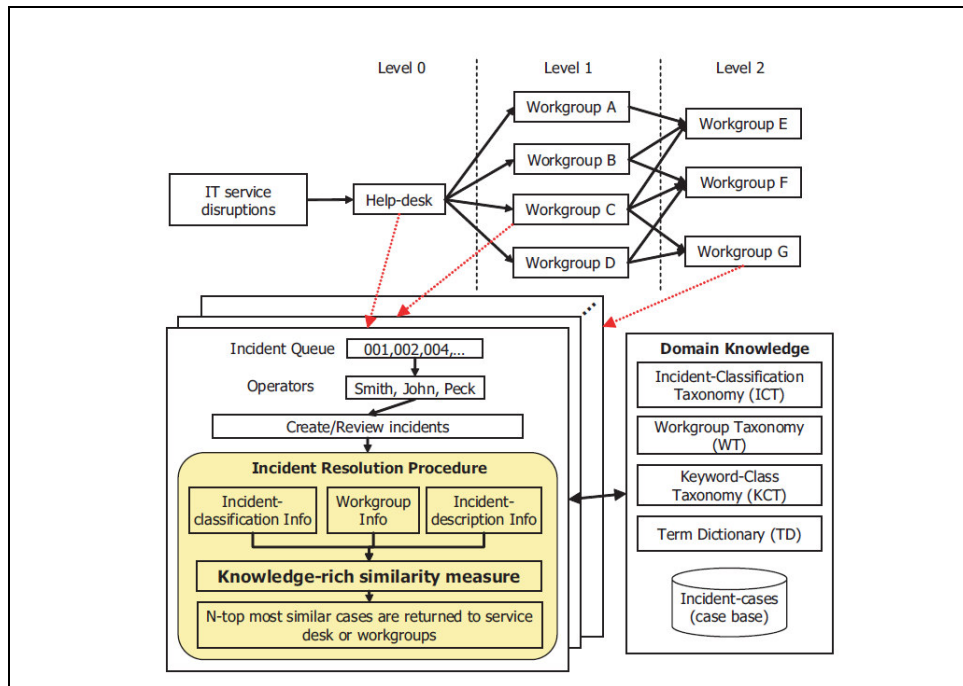 Level 0
Level 1
Level 2
Workgroup A
Workgroup E
Workgroup B
Workgroup F
IT service
disruptions
Help-desk
Workgroup C
Workgroup D
Workgroup G
Incident Queue
001,002,004,...
Operators
Smith, John, Peck
Create/Review incidents
Incident Resolution Procedure
Incident-
classification Info
Workgroup
Info
Incident-
description Info
Knowledge-rich similarity measure
N-top most similar cases are returned to service
desk or workgroups
Domain Knowledge
Incident-Classification
Taxonomy (ICT)
Workgroup Taxonomy
(WT)
Keyword-Class
Taxonomy (KCT)
Term Dictionary (TD)
Incident-cases
(case base)